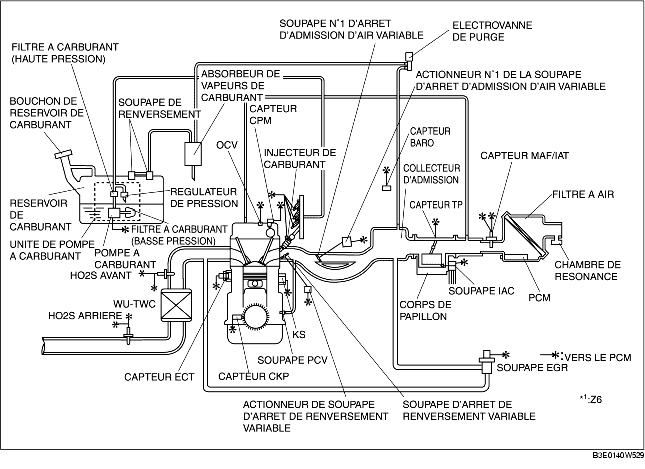 SOUPAPE N°1 D'ARRET
D'ADMISSION D'AIR VARIABLE
ELECTROVANNE
DE PURGE
FILTRE A CARBURANT
(HAUTE PRESSION)
ABSORBEUR DE
VAPEURS DE
CARBURANT
ACTIONNEUR N°1 DE LA SOUPAPE
D'ARRET D'ADMISSION D'AIR VARIABLE
BOUCHON DE
RESERVOIR DE
CARBURANT
SOUPAPE DE
RENVERSEMENT
CAPTEUR
CPM
OCV
INJECTEUR DE
CARBURANT
CAPTEUR
BARO
CAPTEUR MAF/IAT
COLLECTEUR
D'ADMISSION
FILTRE A AIR
RESERVOIR
DE
CARBURANT
REGULATEUR
DE PRESSION
CAPTEUR TP
FILTRE A CARBURANT
(BASSE PRESSION)
UNITE DE POMPE
A CARBURANT
POMPE A
CARBURANT
HO2S AVANT
CHAMBRE DE
RESONANCE
SOUPAPE IAC
PCM
WU-TWC
CORPS DE
PAPILLON
HO2S ARRIERE
KS
SOUPAPE PCV
:VERS LE PCM
SOUPAPE EGR
CAPTEUR ECT
CAPTEUR CKP
ACTIONNEUR DE SOUPAPE
D'ARRET DE RENVERSEMENT
VARIABLE
SOUPAPE D'ARRET DE
RENVERSEMENT VARIABLE
*1:Z6
B3E0140W529